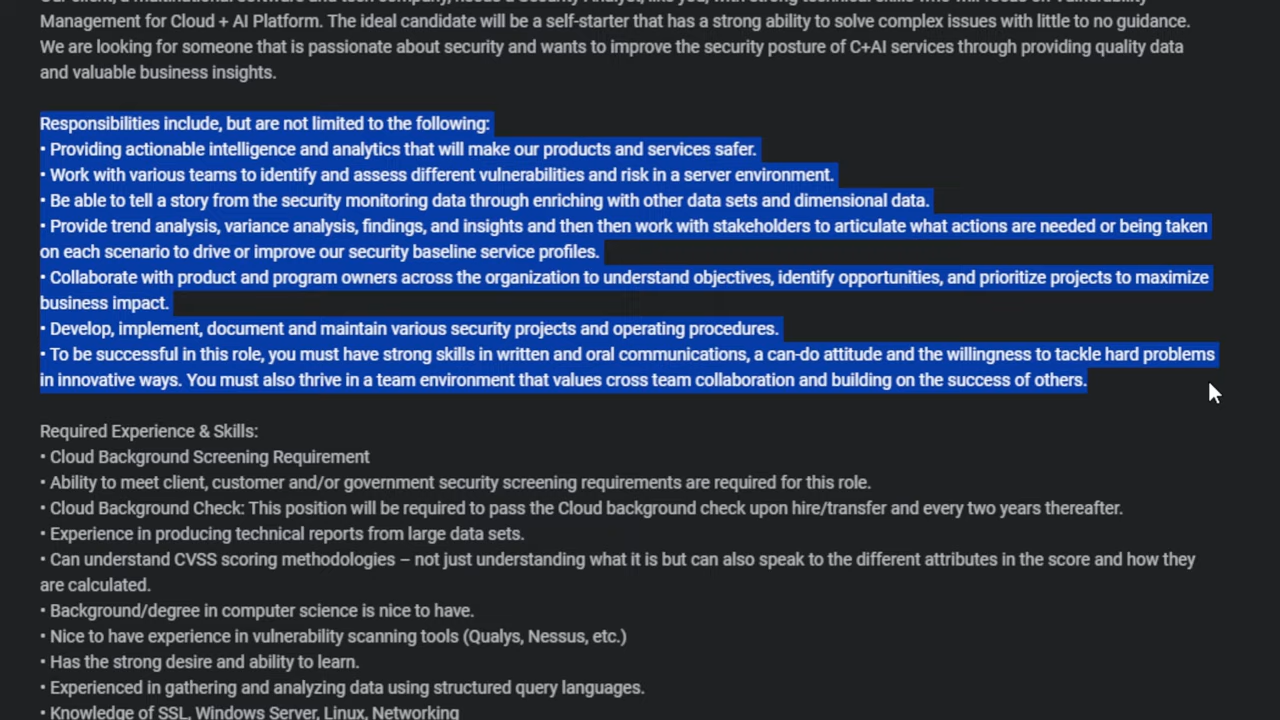 Management for Cloud + AI Platform. The ideal candidate will be a self-starter that has a strong ability to solve complex issues with little to no guidance.
We are looking for someone that is passionate about security and wants to improve the security posture of C+AI services through providing quality data
and valuable business insights.
Responsibilities include, but are not limited to the following:
• Providing actionable intelligence and analytics that will make our products and services safer.
• Work with various teams to identify and assess different vulnerabilities and risk in a server environment.
• Be able to tell a story from the security monitoring data through enriching with other data sets and dimensional data.
• Provide trend analysis, variance analysis, findings, and insights and then then work with stakeholders to articulate what actions are needed or being taken
on each scenario to drive or improve our security baseline service profiles.
• Collaborate with product and program owners across the organization to understand objectives, identify opportunities, and prioritize projects to maximize
business impact.
• Develop, implement, document and maintain various security projects and operating procedures.
• To be successful in this role, you must have strong skills in written and oral communications, a can-do attitude and the willingness to tackle hard problems
in innovative ways. You must also thrive in a team environment that values cross team collaboration and building on the success of others.
Required Experience & Skills:
• Cloud Background Screening Requirement
• Ability to meet client, customer and/or government security screening requirements are required for this role.
• Cloud Background Check: This position will be required to pass the Cloud background check upon hire/transfer and every two years thereafter.
• Experience in producing technical reports from large data sets.
• Can understand CVSS scoring methodologies – not just understanding what it is but can also speak to the different attributes in the score and how they
are calculated.
• Background/degree in computer science is nice to have.
• Nice to have experience in vulnerability scanning tools (Qualys, Nessus, etc.)
• Has the strong desire and ability to learn.
• Experienced in gathering and analyzing data using structured query languages.
• Knowledge of SSL, Windows Server, Linux, Networking